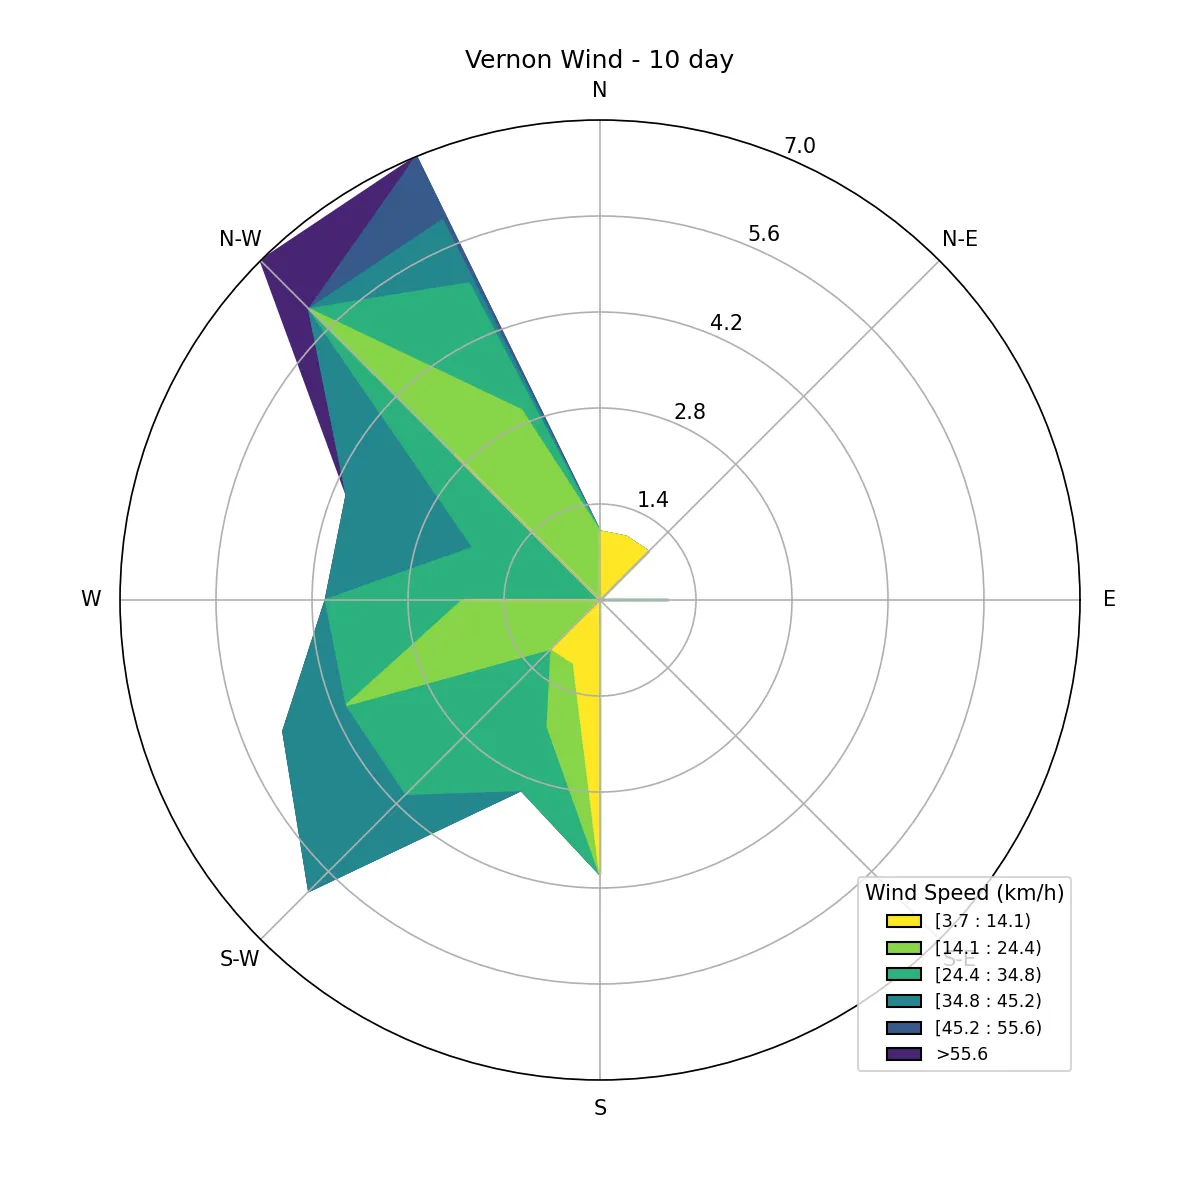 Vernon Wind - 10 day
N
7.0
5.6
N-W
N-E
4.2
2.8
1.4
W
E
Wind Speed (km/h)
[3.7 : 14.1)
[14.1 : 24.4)
S-W
S-E
[24.4 : 34.8)
[34.8 : 45.2)
[45.2 : 55.6)
>55.6
S